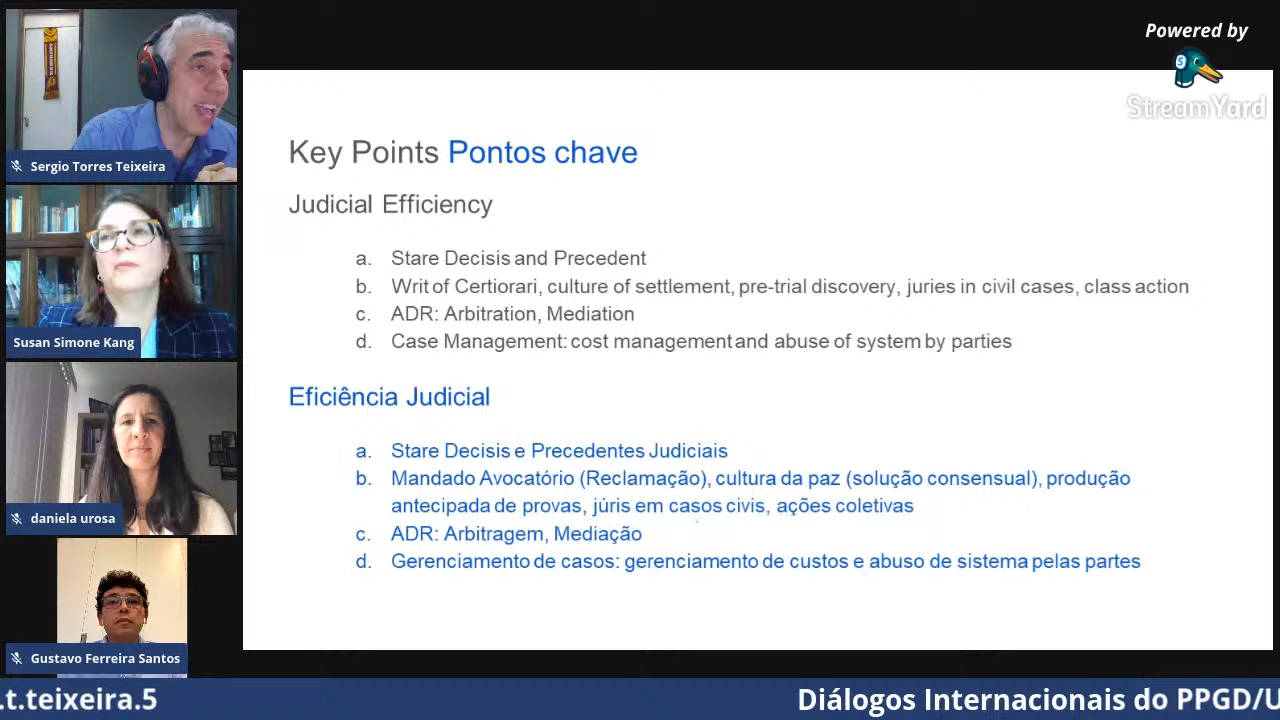 Powered by
StreamYard
Sergio Torres Teixeira
Susan Simone Kang
daniela urosa
Gustavo Ferreira Santos
Key Points Pontos chave
Judicial Efficiency
a. Stare Decisis and Precedent
b. Writ of Certiorari, culture of settlement, pre-trial discovery, juries in civil cases, class action
c. ADR: Arbitration, Mediation
d. Case Management: cost management and abuse of system by parties
Eficiência Judicial
a. Stare Decisis e Precedentes Judiciais
b. Mandado Avocatório (Reclamação), cultura da paz (solução consensual), produção
antecipada de provas, júris em casos civis, ações coletivas
c. ADR: Arbitragem, Mediação
d. Gerenciamento de casos: gerenciamento de custos e abuso de sistema pelas partes
.t.teixeira.5
Diálogos Internacionais do PPGD/U